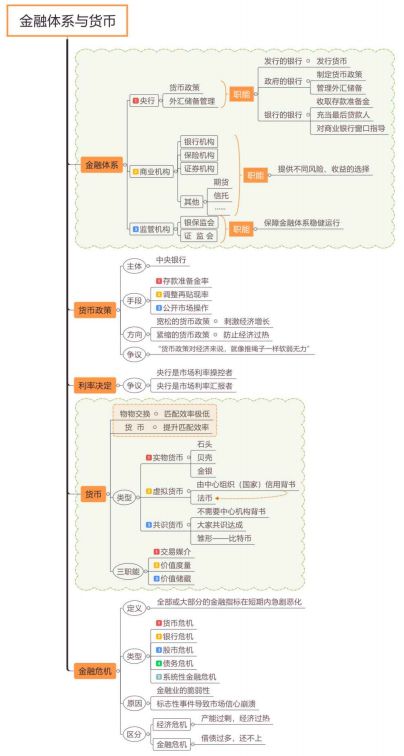 金融体系与货币
金融体系
1 央行
货币政策
外汇储备管理
职能
发行的银行
发行货币
政府的银行
制定货币政策
管理外汇储备
银行的银行
收取存款准备金
充当最后贷款人
对商业银行窗口指导
2 商业机构
银行机构
保险机构
证券机构
其他
期货
信托
......
职能
提供不同风险、收益的选择
3 监管机构
银保监会
证 监 会
职能
保障金融体系稳健运行
货币政策
主体
中央银行
手段
1 存款准备金率
2 调整再贴现率
3 公开市场操作
方向
宽松的货币政策
刺激经济增长
紧缩的货币政策
防止经济过热
争议
“货币政策对经济来说，就像推绳子一样软弱无力”
利率决定
争议
央行是市场利率操控者
央行是市场利率汇报者
货币
物物交换
匹配效率极低
货 币
提升匹配效率
类型
1 实物货币
石头
贝壳
金银
2 虚拟货币
由中心组织（国家）信用背书
法币
3 共识货币
不需要中心机构背书
大家共识达成
雏形——比特币
三职能
1 交易媒介
2 价值度量
3 价值储藏
金融危机
定义
全部或大部分的金融指标在短期内急剧恶化
类型
1 货币危机
2 银行危机
3 股市危机
4 债务危机
5 系统性金融危机
原因
金融业的脆弱性
标志性事件导致市场信心崩溃
区分
经济危机
产能过剩，经济过热
金融危机
借债过多，还不上